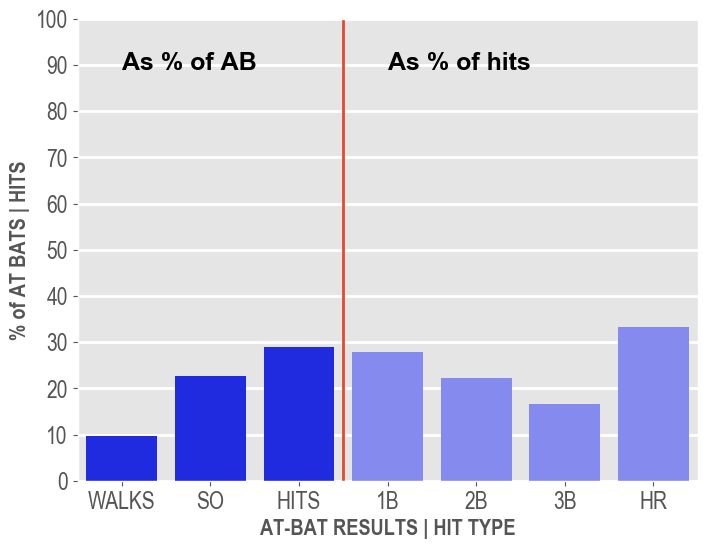 100
90
80
70
60
50
40
30
20
10
0
% of AT BATS | HITS
As % of AB
As % of hits
WALKS SO HITS 1B 2B 3B HR
AT-BAT RESULTS | HIT TYPE